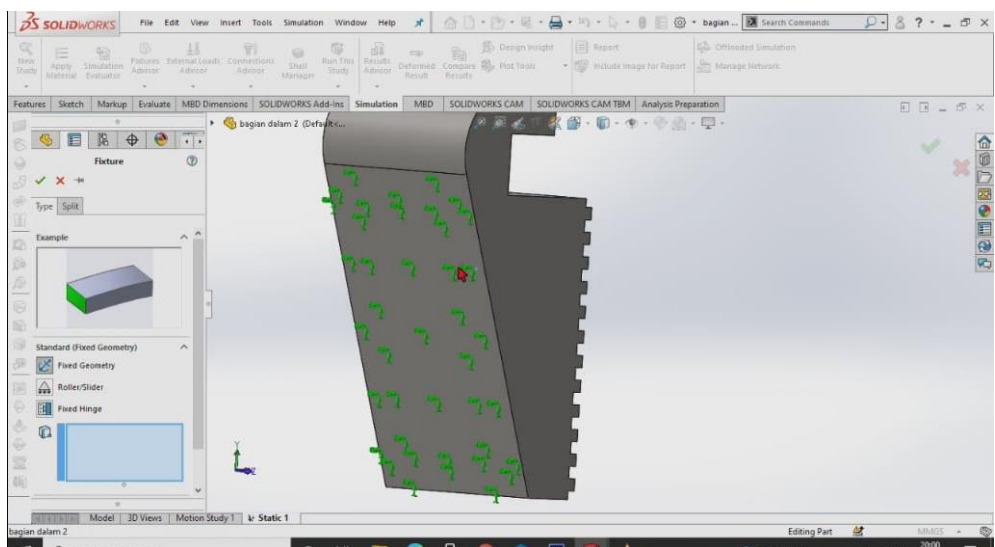 SOLIDWORKS File Edit View Insert Tools Simulation Window Help bagian ... Search Commands
New Study
Apply Material
Simulation Evaluator
Fixtures Advisor
External Loads Advisor
Connections Advisor
Shell Manager
Run This Study
Results Advisor
Deformed Result
Compare Results
Design Insight
Plot Tools
Report
Include Image for Report
Offloaded Simulation
Manage Network
Features Sketch Markup Evaluate MBD Dimensions SOLIDWORKS Add-Ins Simulation MBD SOLIDWORKS CAM SOLIDWORKS CAM TBM Analysis Preparation
bagian dalam 2 (Default<...
Fixture
Type Split
Example
Standard (Fixed Geometry)
Fixed Geometry
Roller/Slider
Fixed Hinge
Y
Z
Model 3D Views Motion Study 1 Static 1
bagian dalam 2 Editing Part MMGS
20:00